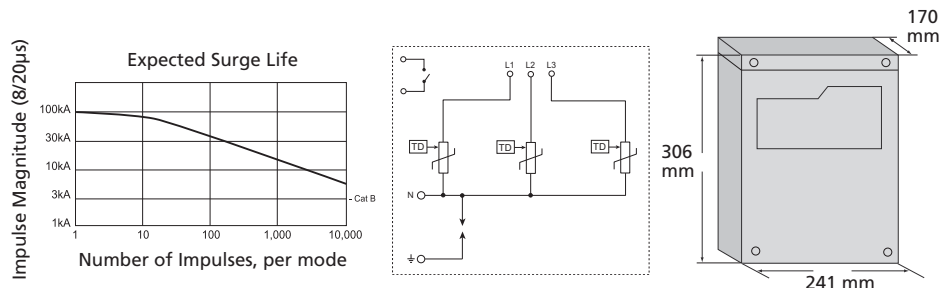 Expected Surge Life
Impulse Magnitude (8/20µs)
100kA
30kA
10kA
3kA
1kA
Cat B
1
10
100
1,000
10,000
Number of Impulses, per mode
L1
L2
L3
TD
TD
TD
N
170
mm
306
mm
241 mm